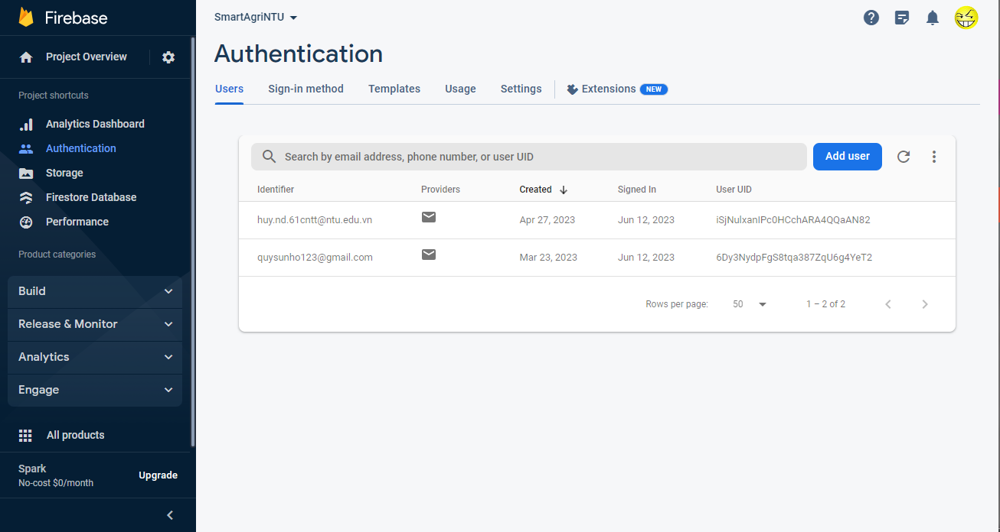 Firebase
Project Overview
Project shortcuts
Analytics Dashboard
Authentication
Storage
Firestore Database
Performance
Product categories
Build
Release & Monitor
Analytics
Engage
All products
Spark
No-cost $0/month
Upgrade
SmartAgriNTU
Authentication
Users Sign-in method Templates Usage Settings Extensions NEW
Search by email address, phone number, or user UID Add user
Identifier Providers Created Signed In User UID
huy.nd.61cntt@ntu.edu.vn Apr 27, 2023 Jun 12, 2023 iSjNulxanIPc0HCchARA4QQaAN82
quysunho123@gmail.com Mar 23, 2023 Jun 12, 2023 6Dy3NydpFgS8tqa387ZqU6g4YeT2
Rows per page: 50 1 – 2 of 2